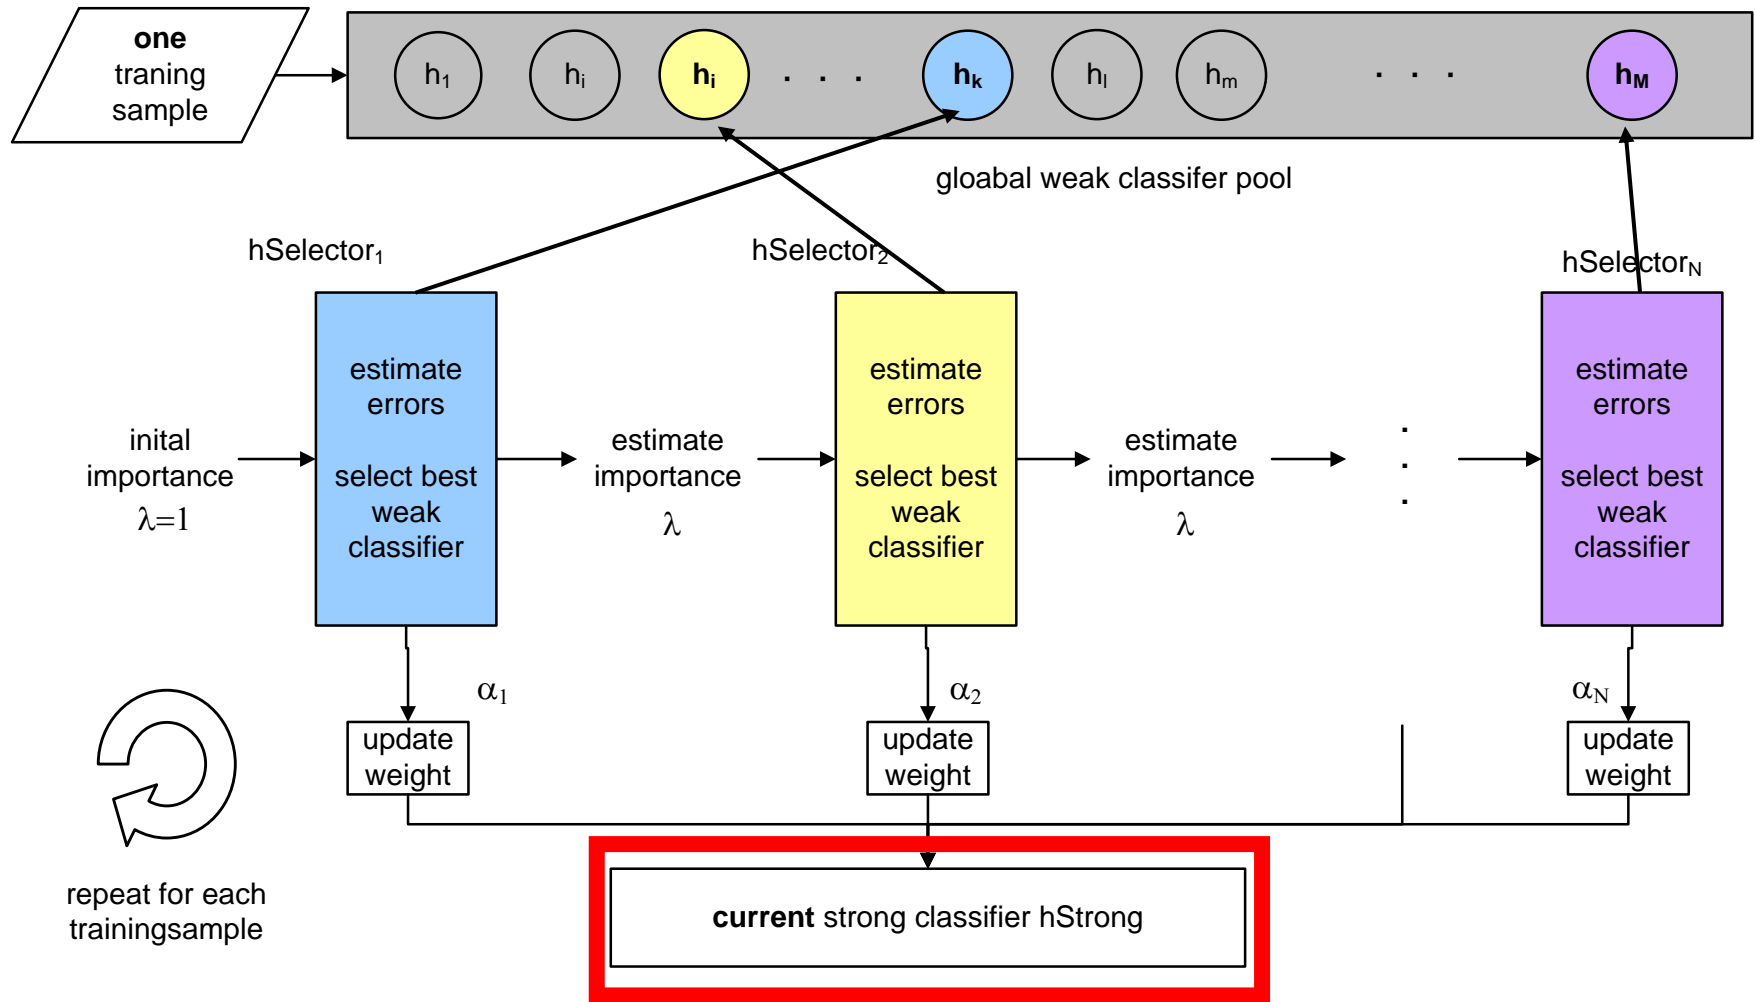 one
traning
sample
h1
hi
hi
. . .
hk
hl
hm
. . .
hM
gloabal weak classifer pool
hSelector1
hSelector2
hSelectorN
inital
importance
λ=1
estimate
errors
select best
weak
classifier
estimate
importance
λ
estimate
errors
select best
weak
classifier
estimate
importance
λ
. . .
estimate
errors
select best
weak
classifier
α1
α2
αN
update
weight
update
weight
update
weight
repeat for each
trainingsample
current strong classifier hStrong